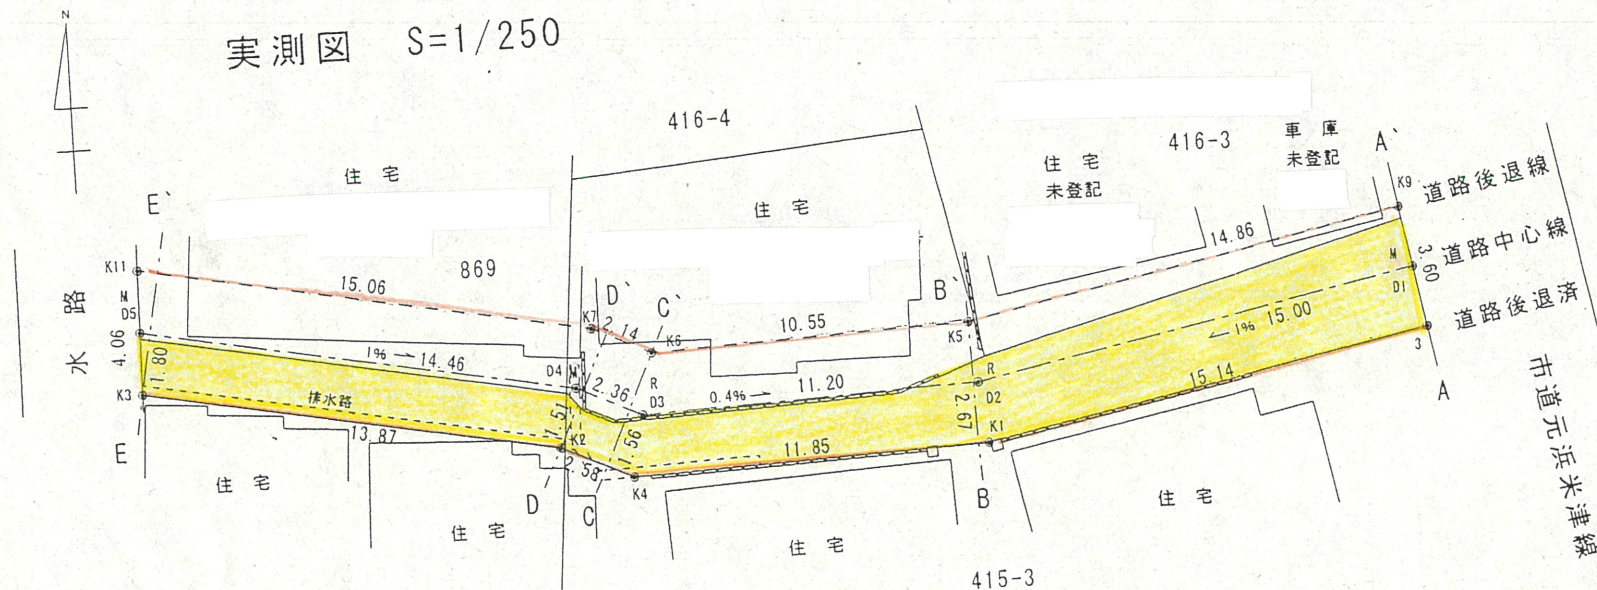 N
実測図 S=1/250
416-4
416-3
車庫
未登記
A`
住宅
未登記
住宅
K9
道路後退線
E`
住宅
14.86
M
3.60
道路中心線
D1
K11
15.06
869
D`
C`
B`
10.55
道路後退済
水路
M
D5
K7
2.14
K6
K5
1%
15.00
3
4.06
1.80
1%
14.46
D4
M
2.36
R
D3
0.4%
11.20
R
D2
2.67
15.14
A
市道元浜米津線
K3
排水路
13.87
K2
1.56
11.85
K1
E
住宅
2.58
K4
D
C
B
住宅
住宅
住宅
415-3